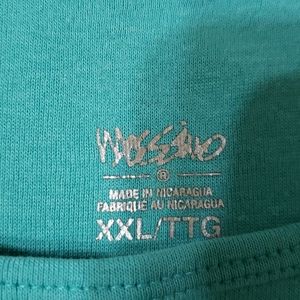 Mossimo
®
MADE IN NICARAGUA
FABRIQUÉ AU NICARAGUA
XXL/TTG